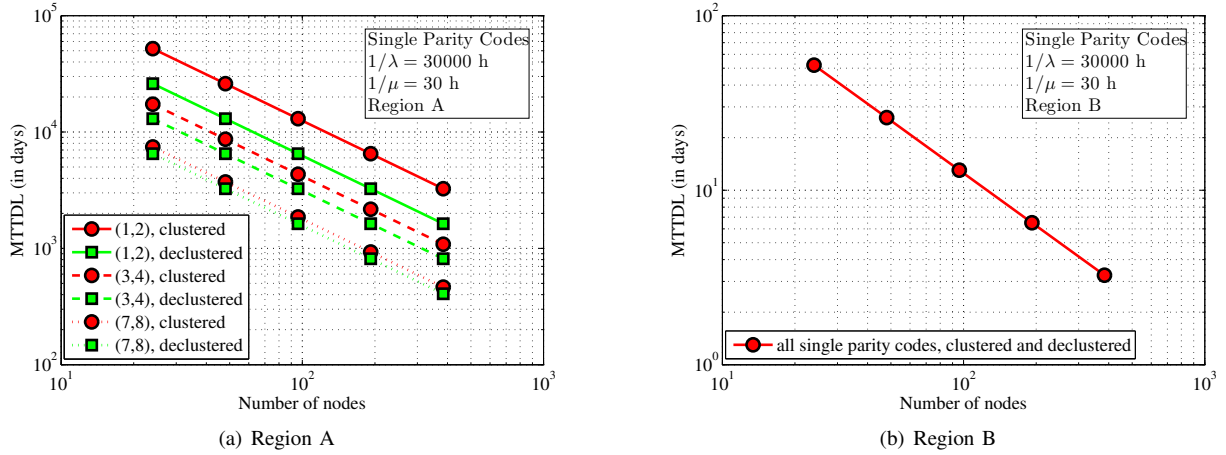 10^5
10^4
10^3
10^2
MTTDL (in days)
Single Parity Codes
1/λ = 30000 h
1/μ = 30 h
Region A
(1,2), clustered
(1,2), declustered
(3,4), clustered
(3,4), declustered
(7,8), clustered
(7,8), declustered
10^1 10^2 10^3
Number of nodes
(a) Region A
10^2
10^1
10^0
MTTDL (in days)
Single Parity Codes
1/λ = 30000 h
1/μ = 30 h
Region B
all single parity codes, clustered and declustered
10^1 10^2 10^3
Number of nodes
(b) Region B